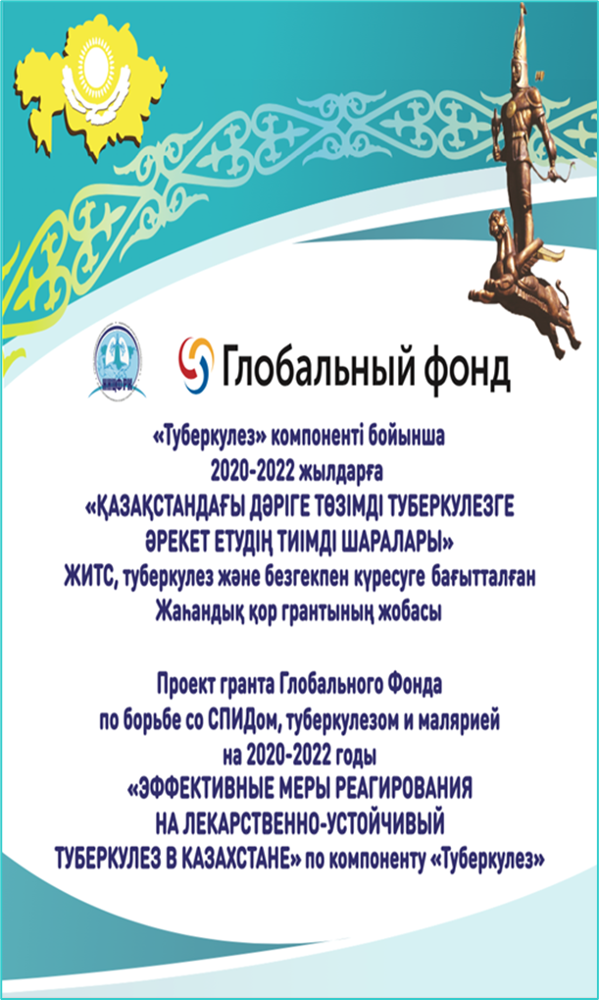 ННЦФ РК
Глобальный фонд
«Туберкулез» компоненті бойынша
2020-2022 жылдарға
«ҚАЗАҚСТАНДАҒЫ ДӘРІГЕ ТӨЗІМДІ ТУБЕРКУЛЕЗГЕ
ӘРЕКЕТ ЕТУДІҢ ТИІМДІ ШАРАЛАРЫ»
ЖИТС, туберкулез және безгекпен күресуге бағытталған
Жаһандық қор грантының жобасы
Проект гранта Глобального Фонда
по борьбе со СПИДом, туберкулезом и малярией
на 2020-2022 годы
«ЭФФЕКТИВНЫЕ МЕРЫ РЕАГИРОВАНИЯ
НА ЛЕКАРСТВЕННО-УСТОЙЧИВЫЙ
ТУБЕРКУЛЕЗ В КАЗАХСТАНЕ» по компоненту «Туберкулез»